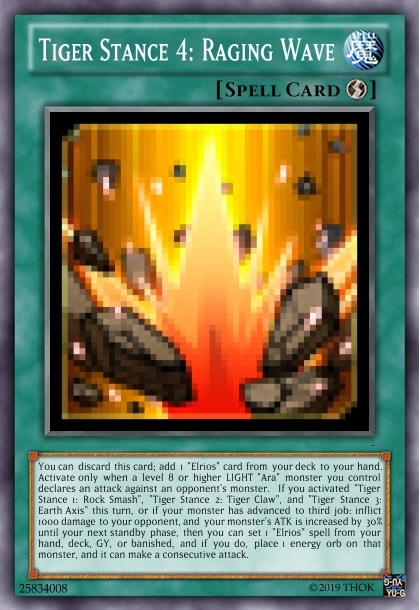 TIGER STANCE 4: RAGING WAVE
魔
[SPELL CARD]
You can discard this card; add 1 "Elrios" card from your deck to your hand.
Activate only when a level 8 or higher LIGHT "Ara" monster you control
declares an attack against an opponent's monster. If you activated "Tiger
Stance 1: Rock Smash", "Tiger Stance 2: Tiger Claw", and "Tiger Stance 3:
Earth Axis" this turn, or if your monster has advanced to third job: inflict
1000 damage to your opponent, and your monster's ATK is increased by 30%
until your next standby phase, then you can set 1 "Elrios" spell from your
hand, deck, GY, or banished, and if you do, place 1 energy orb on that
monster, and it can make a consecutive attack.
25834008
©2019 THOK